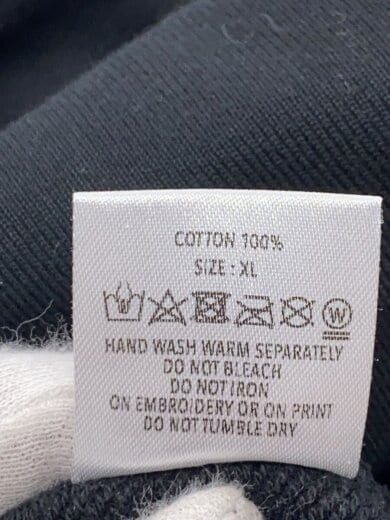 COTTON 100%
SIZE : XL
W
HAND WASH WARM SEPARATELY
DO NOT BLEACH
DO NOT IRON
ON EMBROIDERY OR ON PRINT
DO NOT TUMBLE DRY